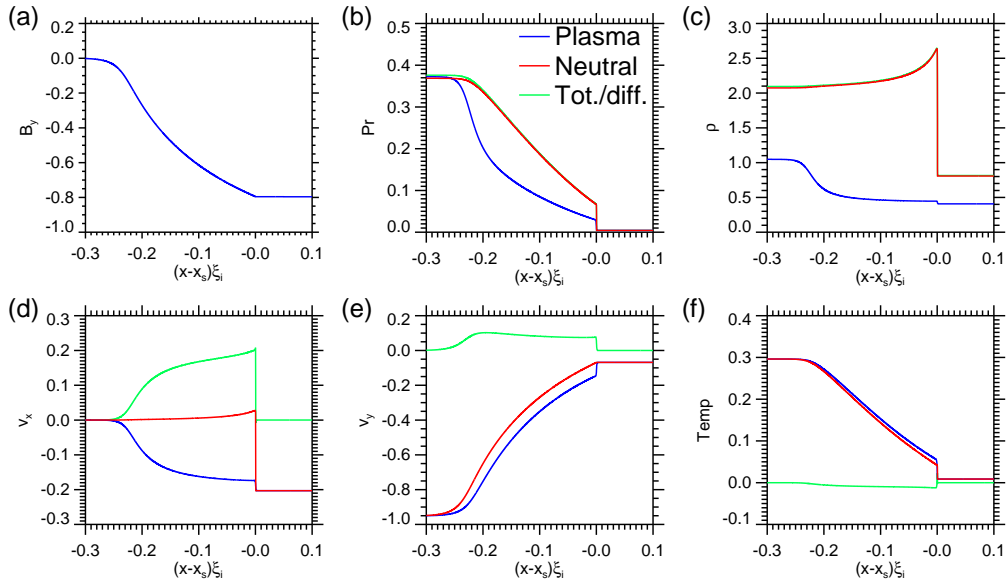 (a)
0.2
0.0
-0.2
-0.4
-0.6
-0.8
-1.0
B_y
-0.3 -0.2 -0.1 -0.0 0.1
(x-x_s)ξ_i
(b)
Plasma
Neutral
Tot./diff.
0.5
0.4
0.3
0.2
0.1
0.0
Pr
-0.3 -0.2 -0.1 -0.0 0.1
(x-x_s)ξ_i
(c)
3.0
2.5
2.0
1.5
1.0
0.5
0.0
ρ
-0.3 -0.2 -0.1 -0.0 0.1
(x-x_s)ξ_i
(d)
0.3
0.2
0.1
0.0
-0.1
-0.2
-0.3
v_x
-0.3 -0.2 -0.1 -0.0 0.1
(x-x_s)ξ_i
(e)
0.2
0.0
-0.2
-0.4
-0.6
-0.8
-1.0
v_y
-0.3 -0.2 -0.1 -0.0 0.1
(x-x_s)ξ_i
(f)
0.4
0.3
0.2
0.1
0.0
-0.1
Temp
-0.3 -0.2 -0.1 -0.0 0.1
(x-x_s)ξ_i